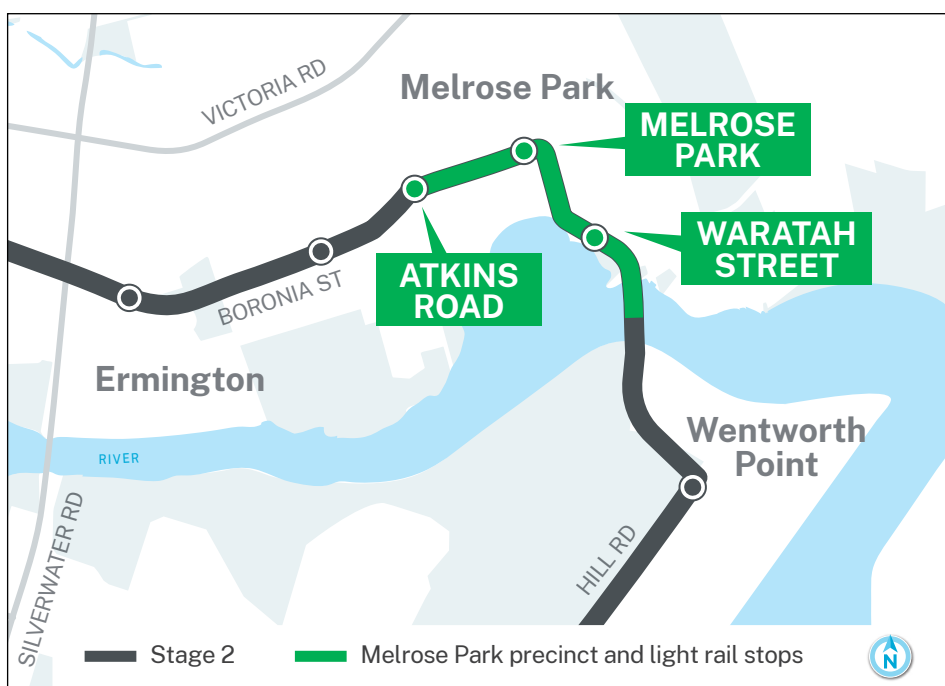 VICTORIA RD
Melrose Park
MELROSE
PARK
WARATAH
STREET
ATKINS
ROAD
BORONIA ST
Ermington
Wentworth
Point
RIVER
HILL RD
SILVERWATER RD
Stage 2
Melrose Park precinct and light rail stops
N